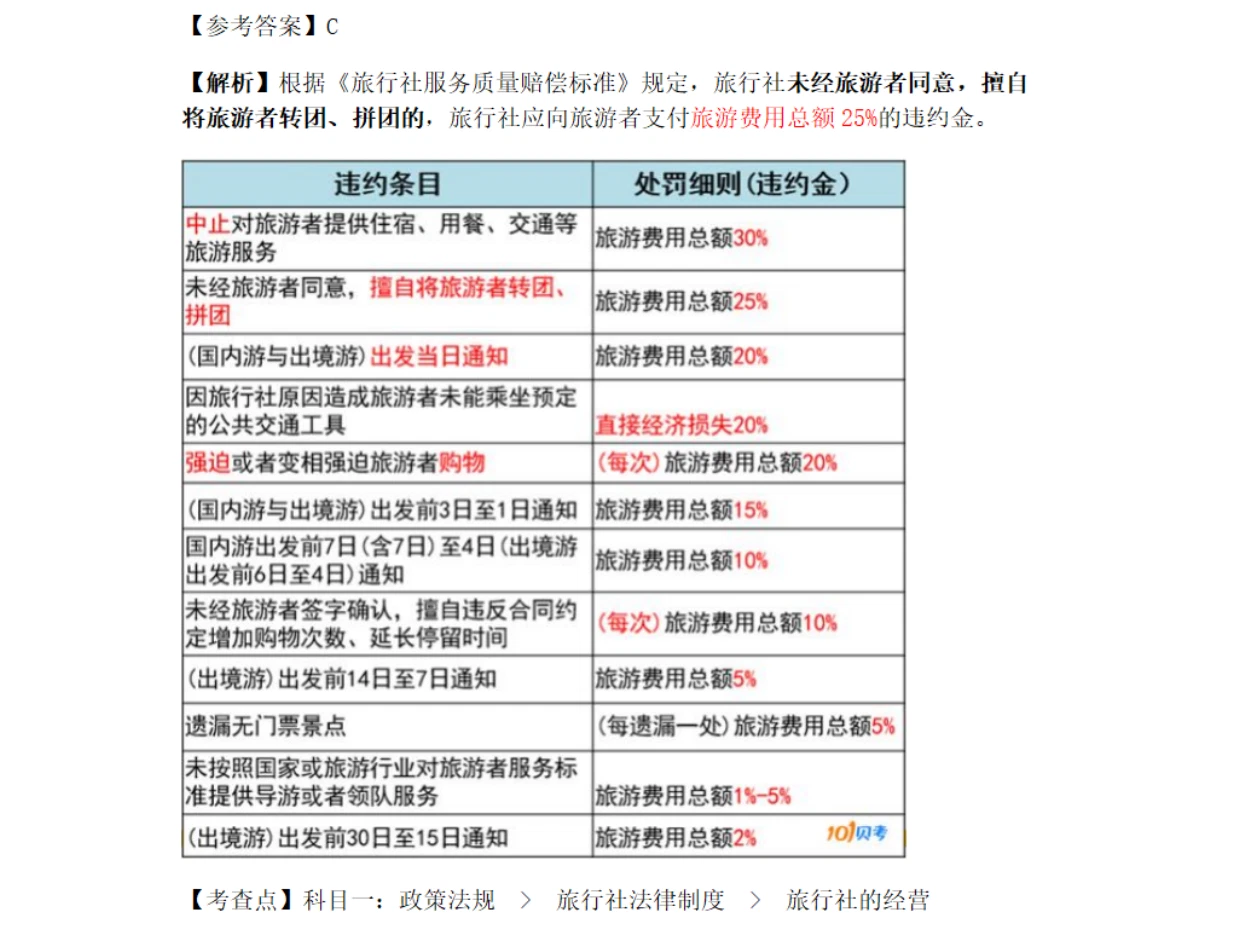 【参考答案】C
【解析】根据《旅行社服务质量赔偿标准》规定，旅行社未经旅游者同意，擅自
将旅游者转团、拼团的，旅行社应向旅游者支付旅游费用总额 25%的违约金。
违约条目 处罚细则(违约金)
中止对旅游者提供住宿、用餐、交通等
旅游服务
旅游费用总额30%
未经旅游者同意，擅自将旅游者转团、
拼团
旅游费用总额25%
(国内游与出境游)出发当日通知 旅游费用总额20%
因旅行社原因造成旅游者未能乘坐预定
的公共交通工具
直接经济损失20%
强迫或者变相强迫旅游者购物 (每次)旅游费用总额20%
(国内游与出境游)出发前3日至1日通知 旅游费用总额15%
国内游出发前7日(含7日)至4日(出境游
出发前6日至4日)通知
旅游费用总额10%
未经旅游者签字确认，擅自违反合同约
定增加购物次数、延长停留时间
(每次)旅游费用总额10%
(出境游)出发前14日至7日通知 旅游费用总额5%
遗漏无门票景点 (每遗漏一处)旅游费用总额5%
未按照国家或旅游行业对旅游者服务标
准提供导游或者领队服务
旅游费用总额1%-5%
(出境游)出发前30日至15日通知 旅游费用总额2%
101贝考
【考查点】科目一：政策法规 > 旅行社法律制度 > 旅行社的经营